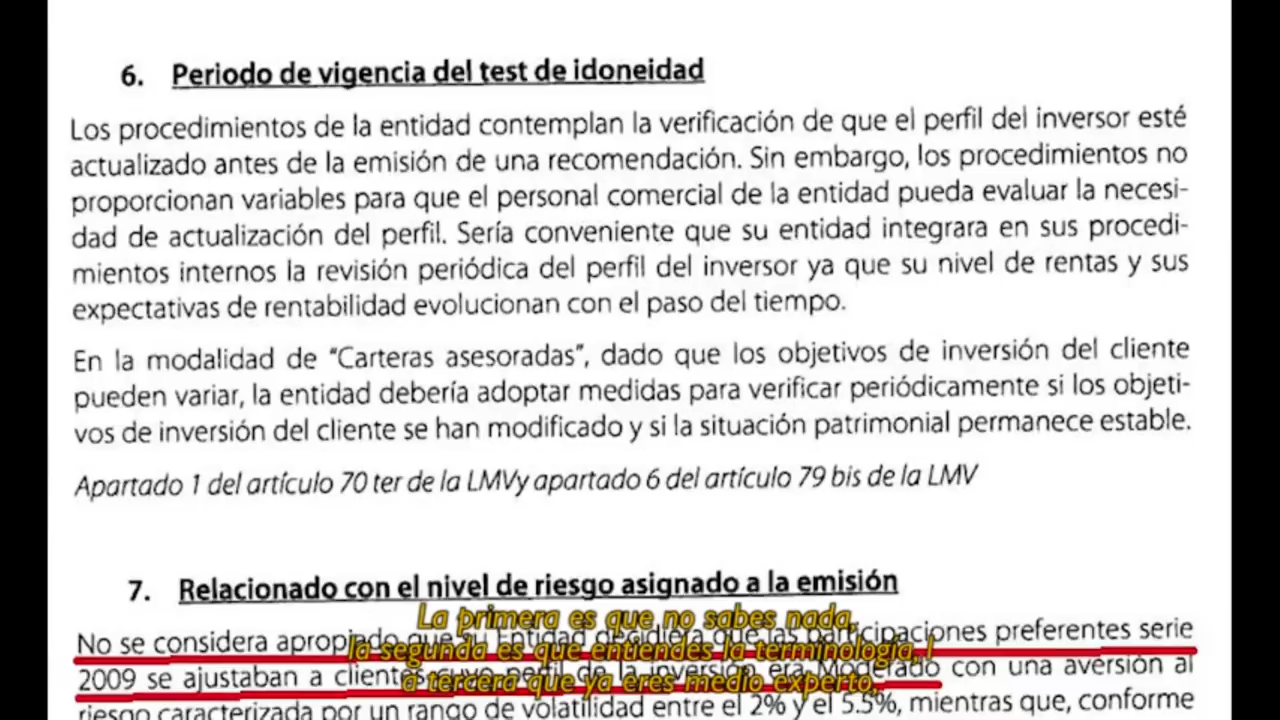 6. Periodo de vigencia del test de idoneidad
Los procedimientos de la entidad contemplan la verificación de que el perfil del inversor esté
actualizado antes de la emisión de una recomendación. Sin embargo, los procedimientos no
proporcionan variables para que el personal comercial de la entidad pueda evaluar la necesi-
dad de actualización del perfil. Sería conveniente que su entidad integrara en sus procedi-
mientos internos la revisión periódica del perfil del inversor ya que su nivel de rentas y sus
expectativas de rentabilidad evolucionan con el paso del tiempo.
En la modalidad de “Carteras asesoradas”, dado que los objetivos de inversión del cliente
pueden variar, la entidad debería adoptar medidas para verificar periódicamente si los objeti-
vos de inversión del cliente se han modificado y si la situación patrimonial permanece estable.
Apartado 1 del artículo 70 ter de la LMVy apartado 6 del artículo 79 bis de la LMV
7. Relacionado con el nivel de riesgo asignado a la emisión
No se considera apropiado que su Entidad decidiera que las participaciones preferentes serie
2009 se ajustaban a clientes cuyo perfil de la inversión era Moderado con una aversión al
riesgo caracterizada por un rango de volatilidad entre el 2% y el 5.5%, mientras que, conforme
La primera es que no sabes nada,
la segunda es que entiendes la terminología, l
a tercera que ya eres medio experto,